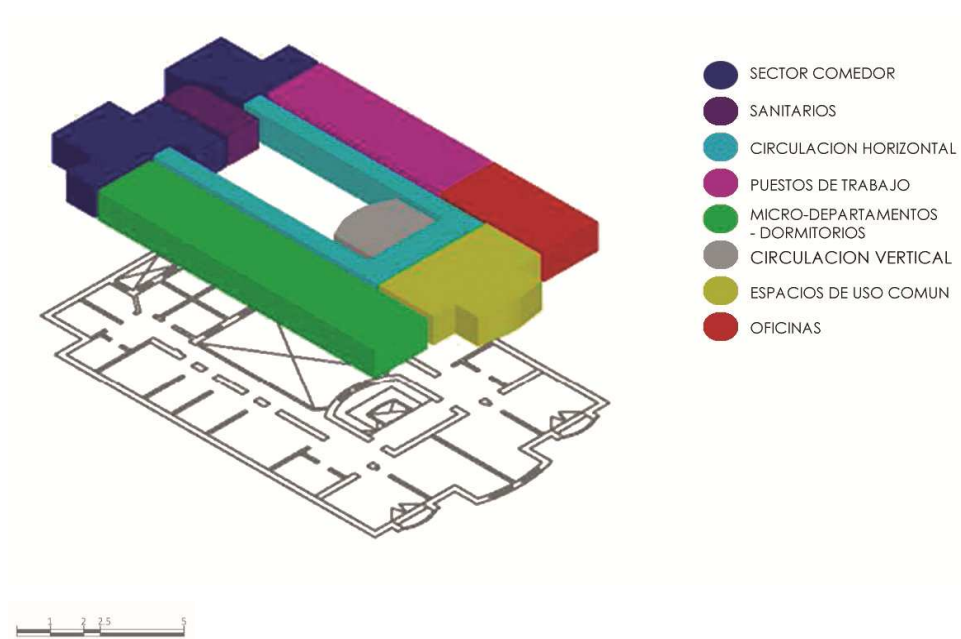 SECTOR COMEDOR
SANITARIOS
CIRCULACION HORIZONTAL
PUESTOS DE TRABAJO
MICRO-DEPARTAMENTOS
- DORMITORIOS
CIRCULACION VERTICAL
ESPACIOS DE USO COMUN
OFICINAS
1 2 2.5 5